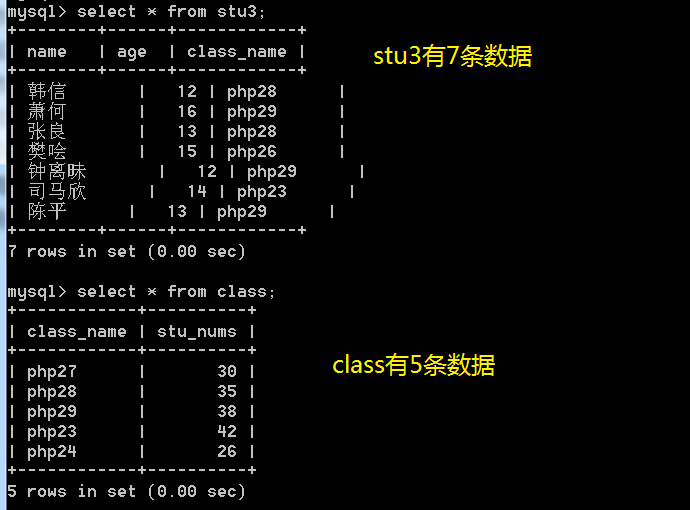 mysql> select * from stu3;
+--------+------+------------+
| name   | age  | class_name |
+--------+------+------------+
| 韩信       |   12 | php28      |
| 萧何       |   16 | php29      |
| 张良       |   13 | php28      |
| 樊哙       |   15 | php26      |
| 钟离昧       |   12 | php29      |
| 司马欣      |   14 | php23      |
| 陈平      |   13 | php29      |
+--------+------+------------+
7 rows in set (0.00 sec)
stu3有7条数据
mysql> select * from class;
+------------+----------+
| class_name | stu_nums |
+------------+----------+
| php27      |       30 |
| php28      |       35 |
| php29      |       38 |
| php23      |       42 |
| php24      |       26 |
+------------+----------+
5 rows in set (0.00 sec)
class有5条数据